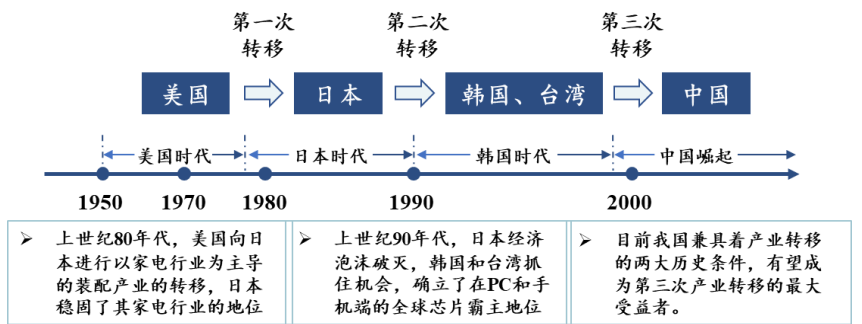 第一次
转移
第二次
转移
第三次
转移
美国
日本
韩国、台湾
中国
美国时代
日本时代
韩国时代
中国崛起
1950
1970
1980
1990
2000
➢ 上世纪80年代，美国向日
本进行以家电行业为主导
的装配产业的转移，日本
稳固了其家电行业的地位
➢ 上世纪90年代，日本经济
泡沫破灭，韩国和台湾抓
住机会，确立了在PC和手
机端的全球芯片霸主地位
➢ 目前我国兼具着产业转移
的两大历史条件，有望成
为第三次产业转移的最大
受益者。